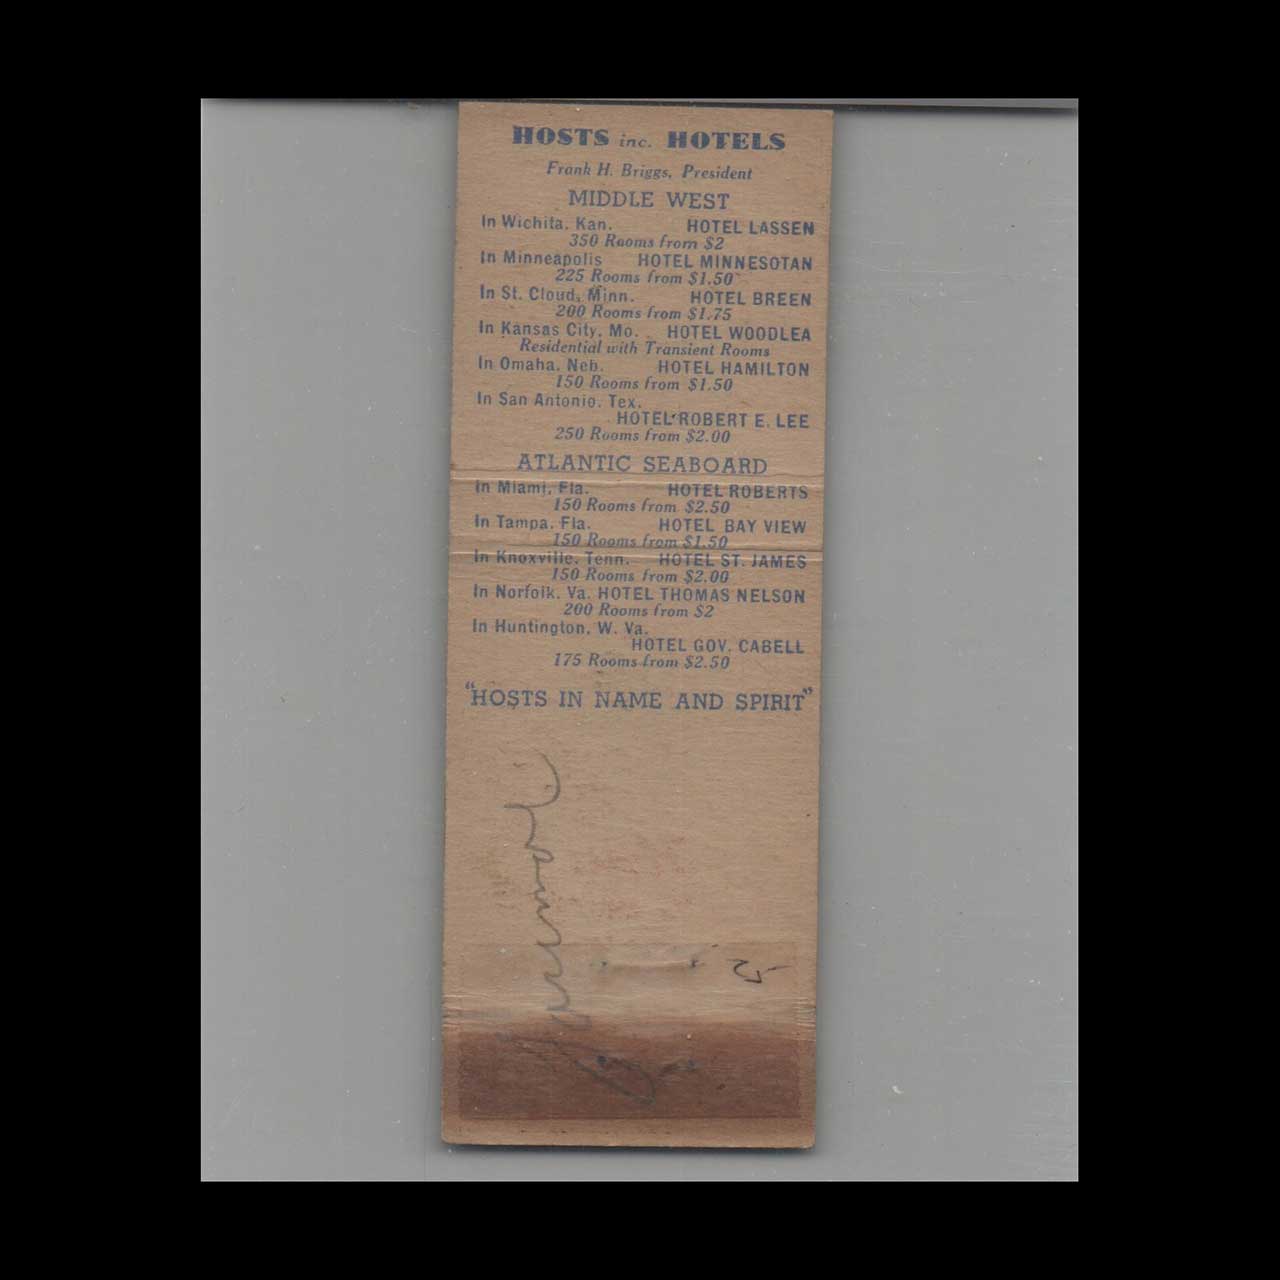 HOSTS inc. HOTELS
Frank H. Briggs, President
MIDDLE WEST
In Wichita, Kan. HOTEL LASSEN
350 Rooms from $2
In Minneapolis HOTEL MINNESOTAN
225 Rooms from $1.50
In St. Cloud, Minn. HOTEL BREEN
200 Rooms from $1.75
In Kansas City, Mo. HOTEL WOODLEA
Residential with Transient Rooms
In Omaha, Neb. HOTEL HAMILTON
150 Rooms from $1.50
In San Antonio, Tex.
HOTEL ROBERT E. LEE
250 Rooms from $2.00
ATLANTIC SEABOARD
In Miami, Fla. HOTEL ROBERTS
150 Rooms from $2.50
In Tampa, Fla. HOTEL BAY VIEW
150 Rooms from $1.50
In Knoxville, Tenn. HOTEL ST. JAMES
150 Rooms from $2.00
In Norfolk, Va. HOTEL THOMAS NELSON
200 Rooms from $2
In Huntington, W. Va.
HOTEL GOV. CABELL
175 Rooms from $2.50
"HOSTS IN NAME AND SPIRIT"